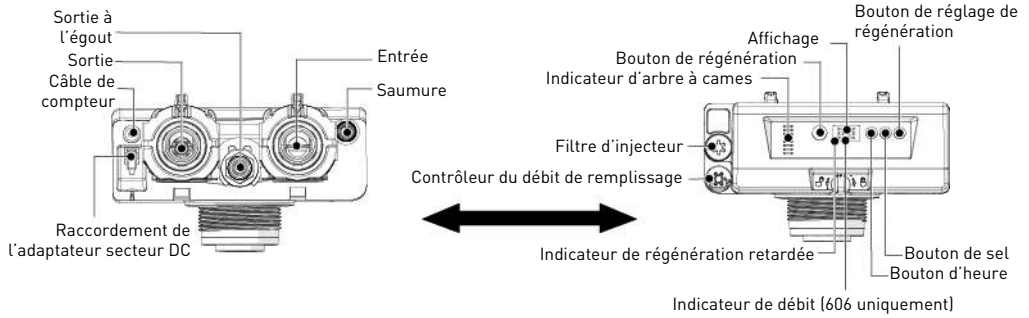 Sortie à
l'égout
Sortie
Câble de
compteur
Entrée
Saumure
Raccordement de
l'adaptateur secteur DC
Bouton de réglage de
régénération
Affichage
Bouton de régénération
Indicateur d'arbre à cames
Filtre d'injecteur
Contrôleur du débit de remplissage
Indicateur de régénération retardée
Bouton de sel
Bouton d'heure
Indicateur de débit (606 uniquement)